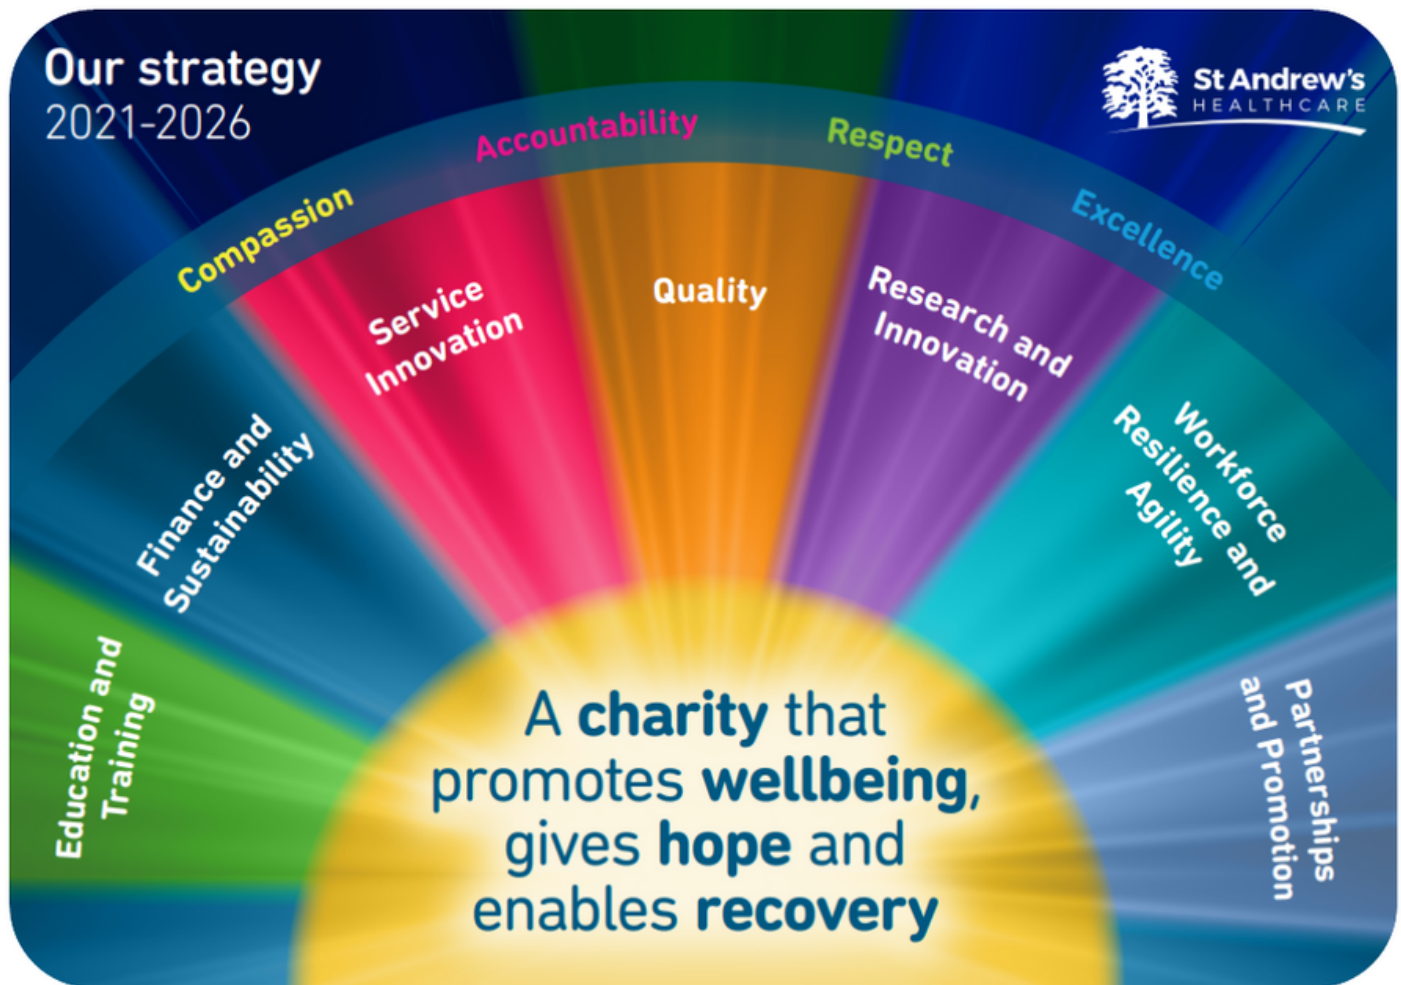 Our strategy
2021-2026
St Andrew's
HEALTHCARE
Compassion
Accountability
Respect
Excellence
Education and
Training
Finance and
Sustainability
Service
Innovation
Quality
Research and
Innovation
Workforce
Resilience and
Agility
Partnerships
and Promotion
A charity that
promotes wellbeing,
gives hope and
enables recovery